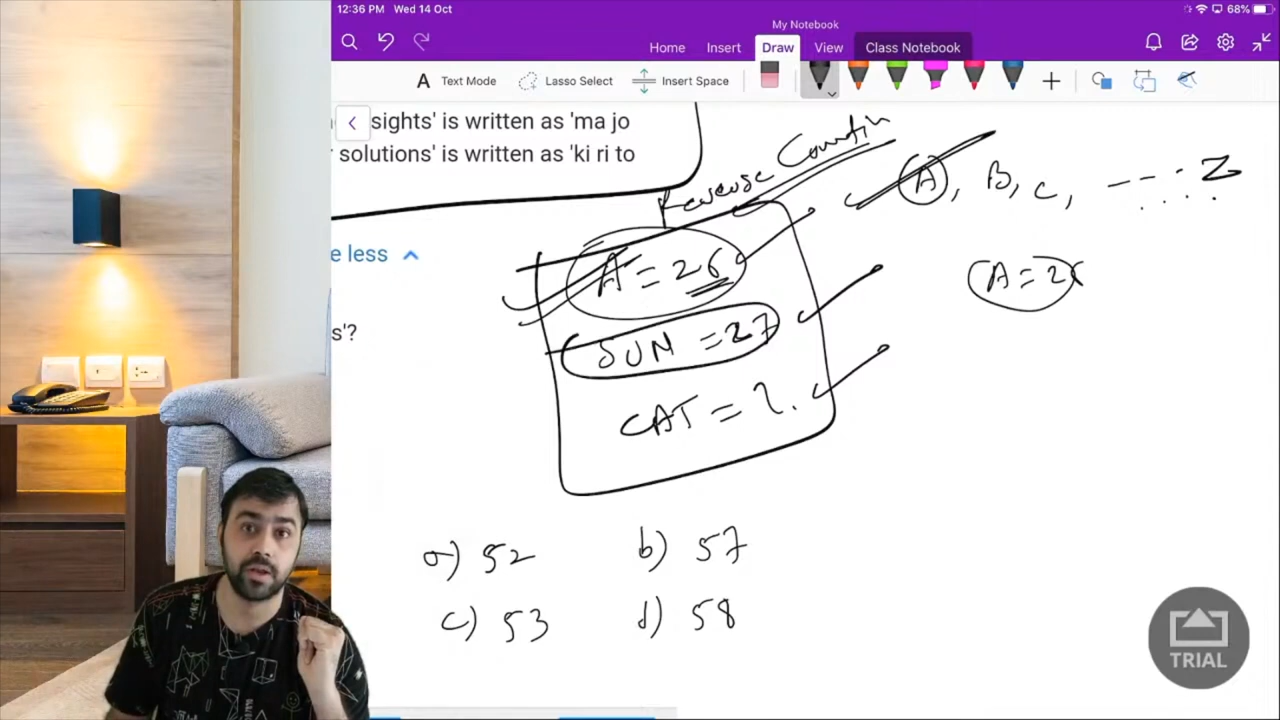 12:36 PM Wed 14 Oct
68%
My Notebook
Home Insert Draw View Class Notebook
A Text Mode Lasso Select Insert Space
sights' is written as 'ma jo
solutions' is written as 'ki ri to
Reverse Countin
A, B, C, ---- Z
e less
A = 26
A = 26
SUN = 27
s'?
CAT = ?.
a) 52 b) 57
c) 53 d) 58
TRIAL